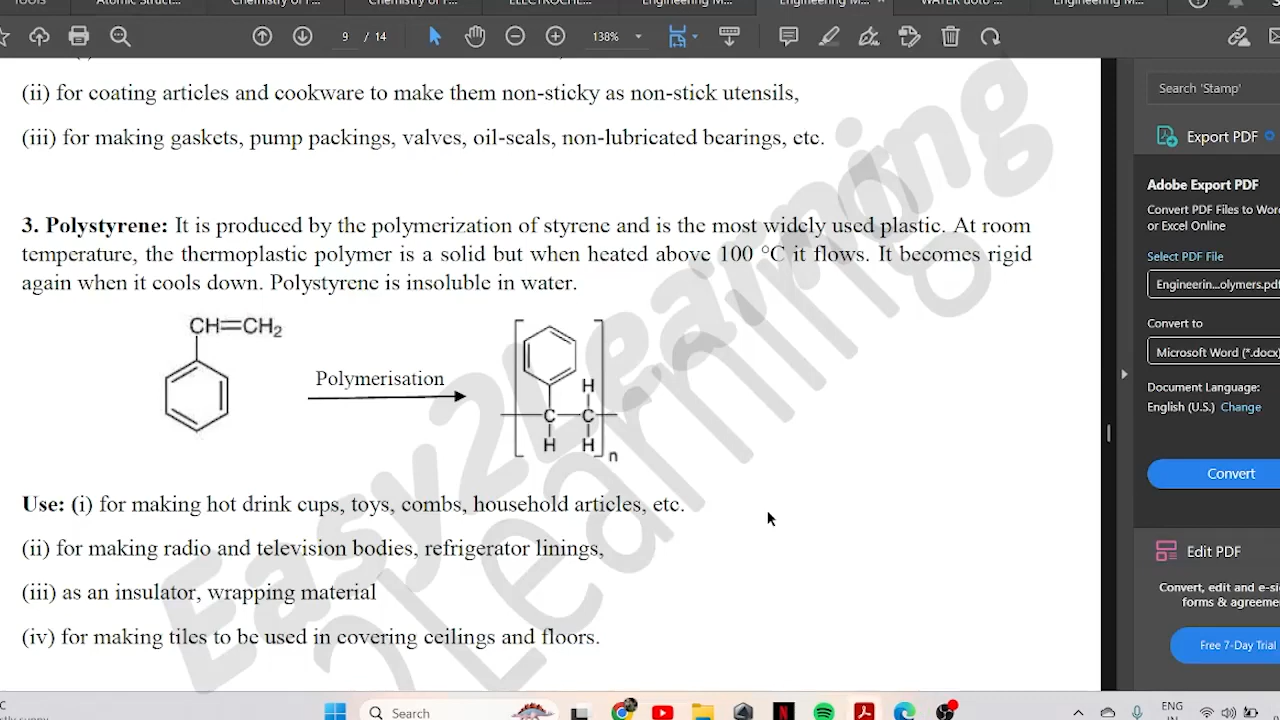 Tools
Atomic Struct...
Chemistry of P...
Chemistry of P...
ELECTROCHE...
Engineering M...
Engineering M...
WATER
Engineering M...
9 / 14
138%
Search 'Stamp'
(ii) for coating articles and cookware to make them non-sticky as non-stick utensils,
(iii) for making gaskets, pump packings, valves, oil-seals, non-lubricated bearings, etc.
3. Polystyrene: It is produced by the polymerization of styrene and is the most widely used plastic. At room
temperature, the thermoplastic polymer is a solid but when heated above 100 °C it flows. It becomes rigid
again when it cools down. Polystyrene is insoluble in water.
CH=CH2
Polymerisation
H
C C
H H
n
Use: (i) for making hot drink cups, toys, combs, household articles, etc.
(ii) for making radio and television bodies, refrigerator linings,
(iii) as an insulator, wrapping material
(iv) for making tiles to be used in covering ceilings and floors.
Easy2Learning
2Learning
Export PDF
Adobe Export PDF
Convert PDF Files to Word
or Excel Online
Select PDF File
Engineerin...olymers.pdf
Convert to
Microsoft Word (*.docx)
Document Language:
English (U.S.) Change
Convert
Edit PDF
Convert, edit and e-si
forms & agreeme
Free 7-Day Trial
Search
ENG